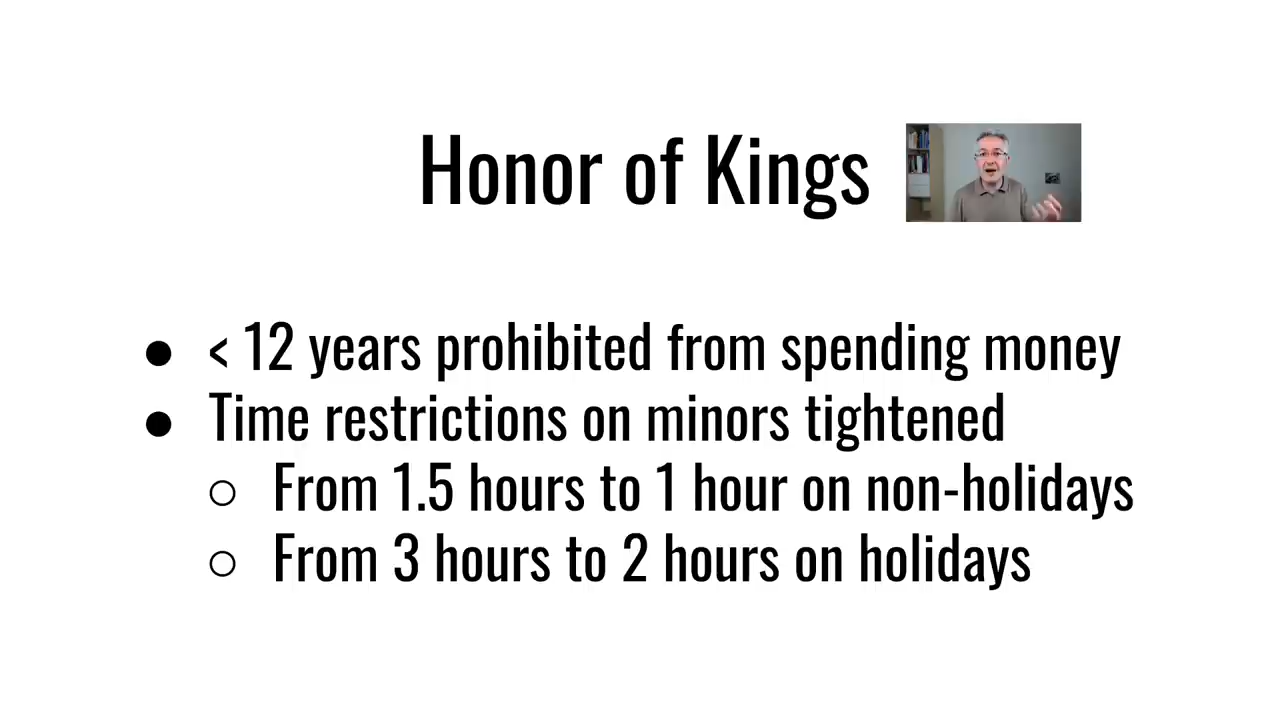 Honor of Kings
● < 12 years prohibited from spending money
● Time restrictions on minors tightened
○ From 1.5 hours to 1 hour on non-holidays
○ From 3 hours to 2 hours on holidays